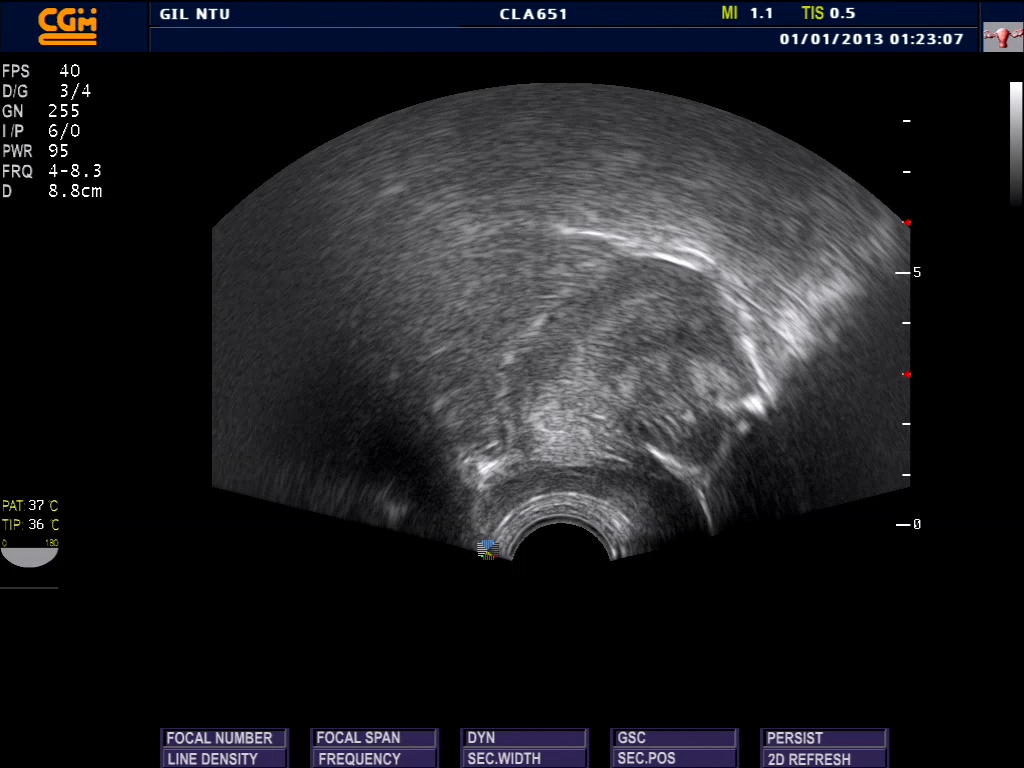 CGM
GIL NTU
CLA651
MI 1.1
TIS 0.5
01/01/2013 01:23:07
FPS 40
D/G 3/4
GN 255
I/P 6/0
PWR 95
FRQ 4-8.3
D 8.8cm
5
PAT: 37 °C
TIP: 36 °C
0 180
0
FOCAL NUMBER
FOCAL SPAN
DYN
GSC
PERSIST
LINE DENSITY
FREQUENCY
SEC.WIDTH
SEC.POS
2D REFRESH